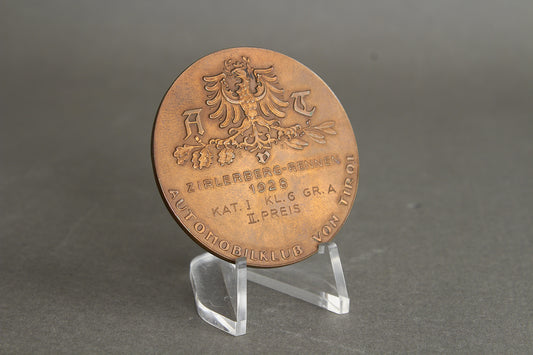 A T
V
ZIRLERBERG-RENNEN
1929
KAT. I KL. 6 GR. A
II. PREIS
AUTOMOBILKLUB VON TIROL